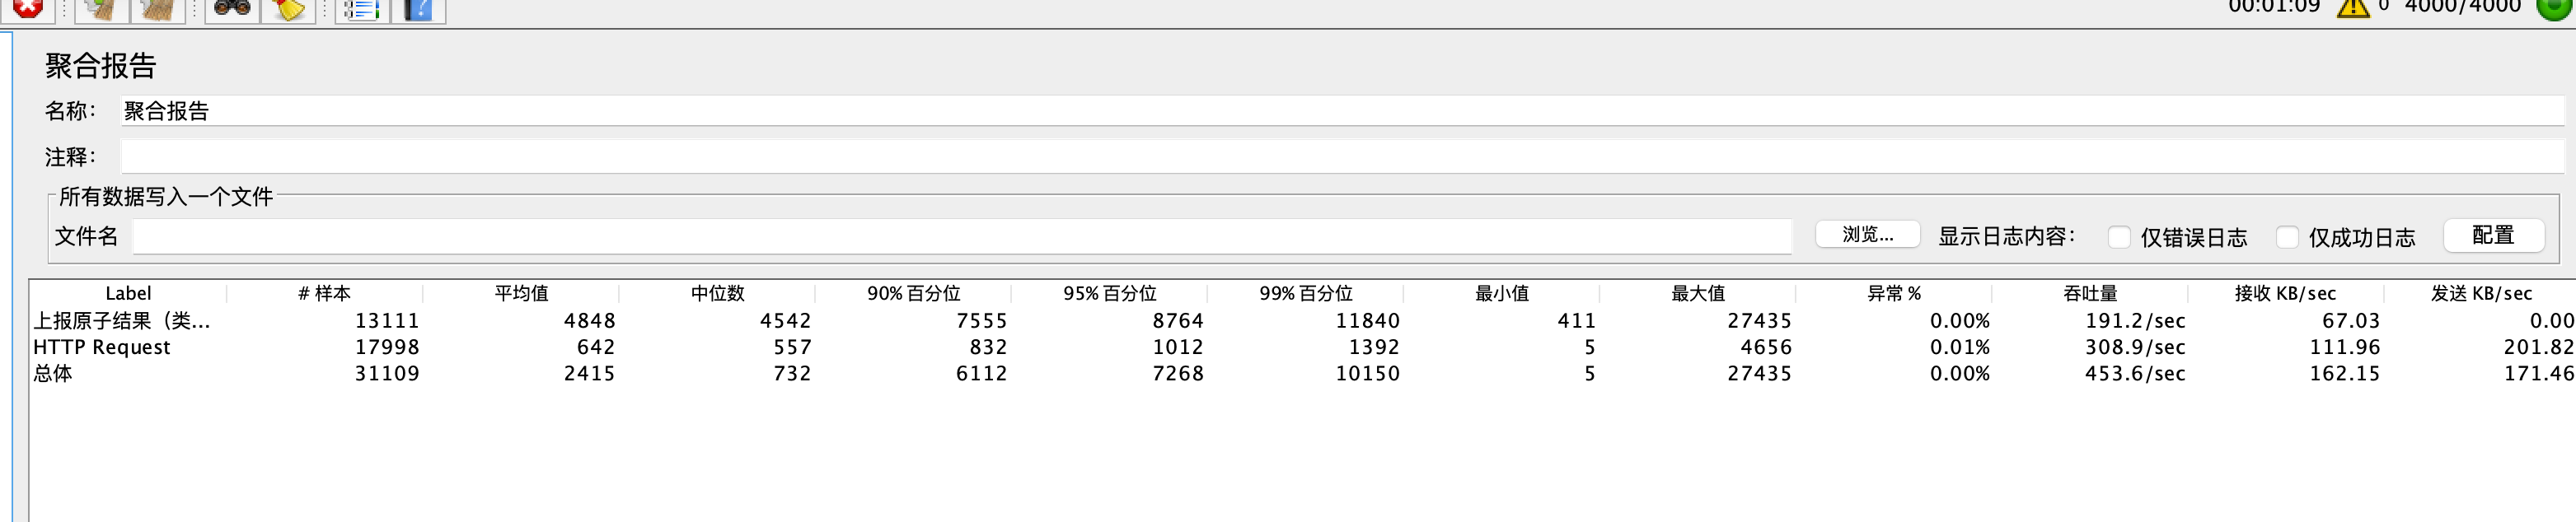 00:01:09 0 4000/4000
聚合报告
名称： 聚合报告
注释：
所有数据写入一个文件
文件名 浏览... 显示日志内容： 仅错误日志 仅成功日志 配置
Label # 样本 平均值 中位数 90% 百分位 95% 百分位 99% 百分位 最小值 最大值 异常 % 吞吐量 接收 KB/sec 发送 KB/sec
上报原子结果（类... 13111 4848 4542 7555 8764 11840 411 27435 0.00% 191.2/sec 67.03 0.00
HTTP Request 17998 642 557 832 1012 1392 5 4656 0.01% 308.9/sec 111.96 201.82
总体 31109 2415 732 6112 7268 10150 5 27435 0.00% 453.6/sec 162.15 171.46